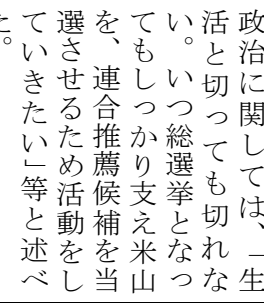 政治に関しては、「生
活と切っても切れな
い。いつ総選挙となっ
てもしっかり支え米山
を、連合推薦候補を当
選させるため活動をし
ていきたい」等と述べ
た。